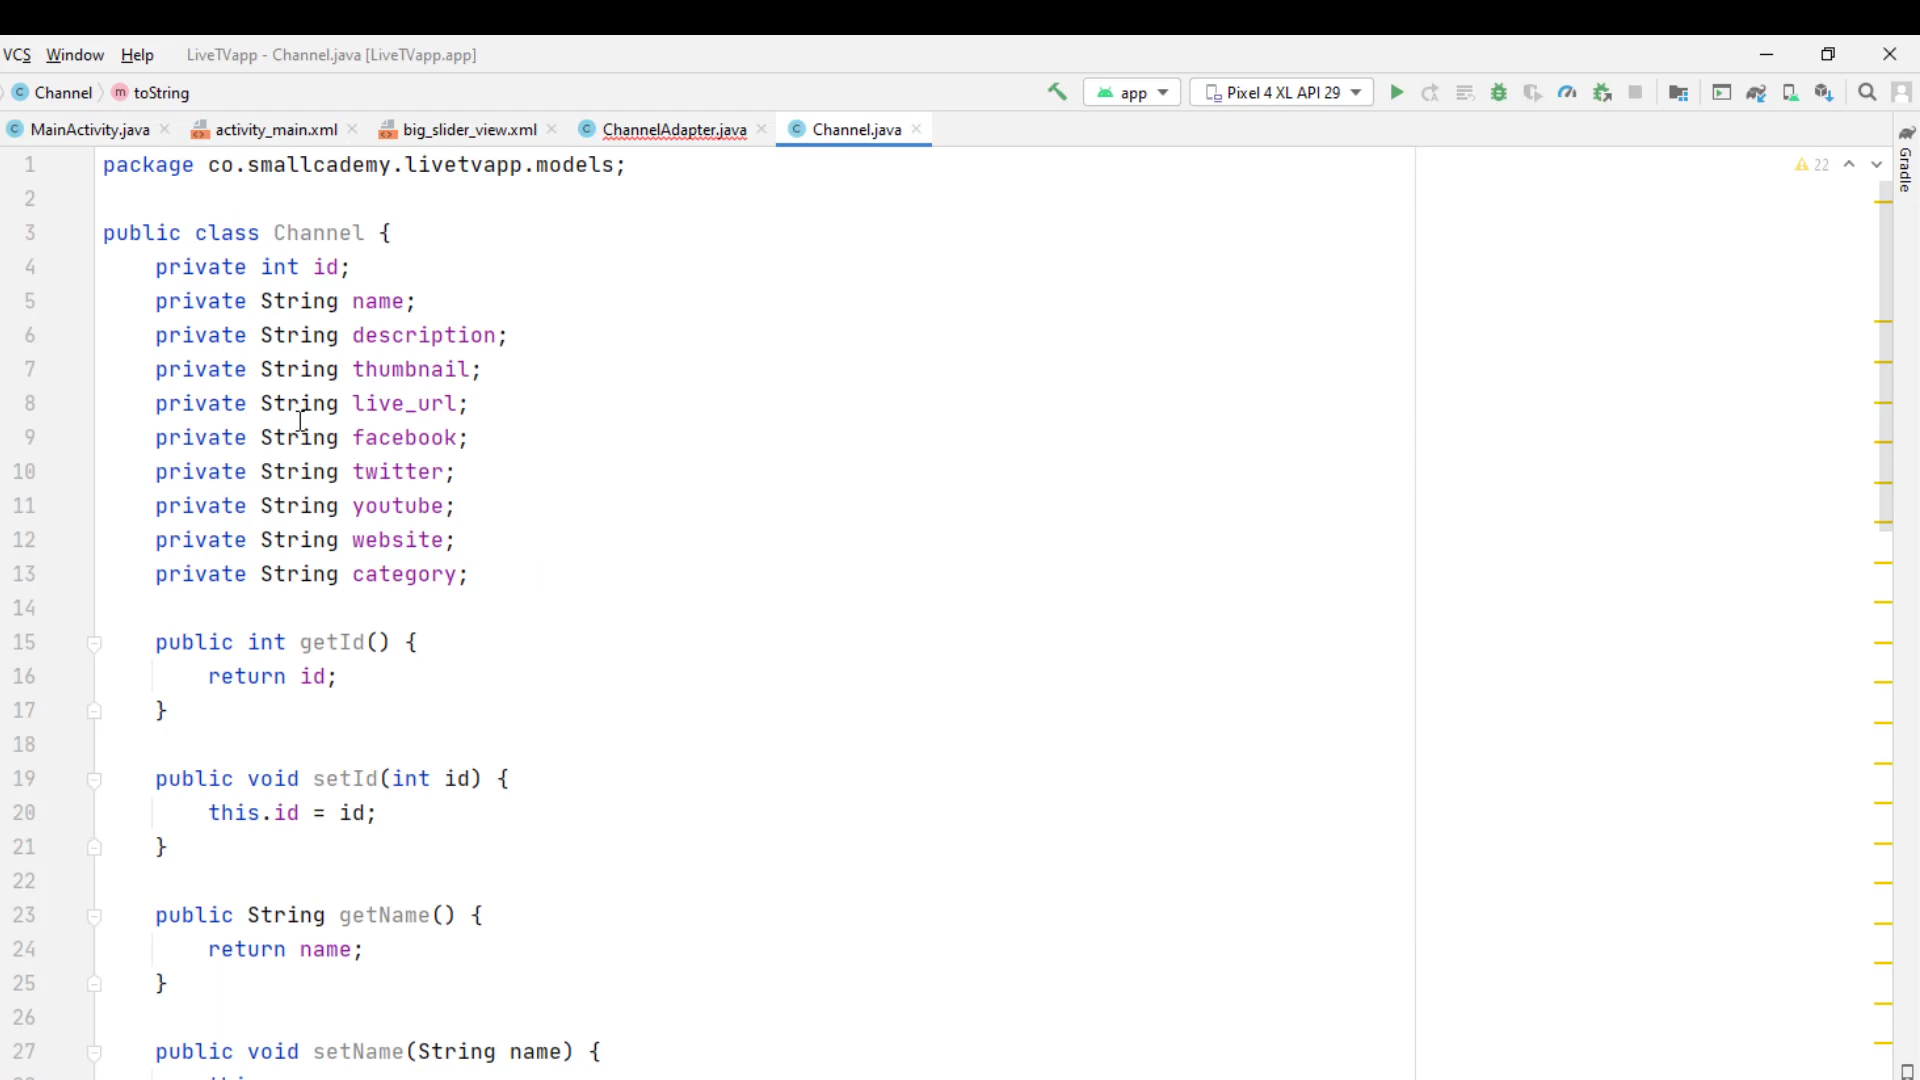 VCS Window Help LiveTVapp - Channel.java [LiveTVapp.app]
Channel toString app Pixel 4 XL API 29
MainActivity.java activity_main.xml big_slider_view.xml ChannelAdapter.java Channel.java
1 package co.smallcademy.livetvapp.models; 22
2
3 public class Channel {
4 private int id;
5 private String name;
6 private String description;
7 private String thumbnail;
8 private String live_url;
9 private String facebook;
10 private String twitter;
11 private String youtube;
12 private String website;
13 private String category;
14
15 public int getId() {
16 return id;
17 }
18
19 public void setId(int id) {
20 this.id = id;
21 }
22
23 public String getName() {
24 return name;
25 }
26
27 public void setName(String name) {
Gradle